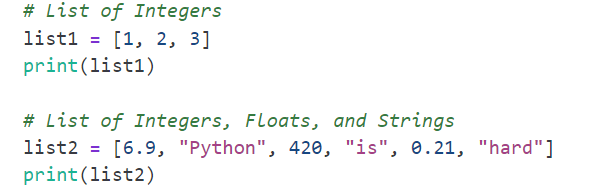 # List of Integers
list1 = [1, 2, 3]
print(list1)
# List of Integers, Floats, and Strings
list2 = [6.9, "Python", 420, "is", 0.21, "hard"]
print(list2)